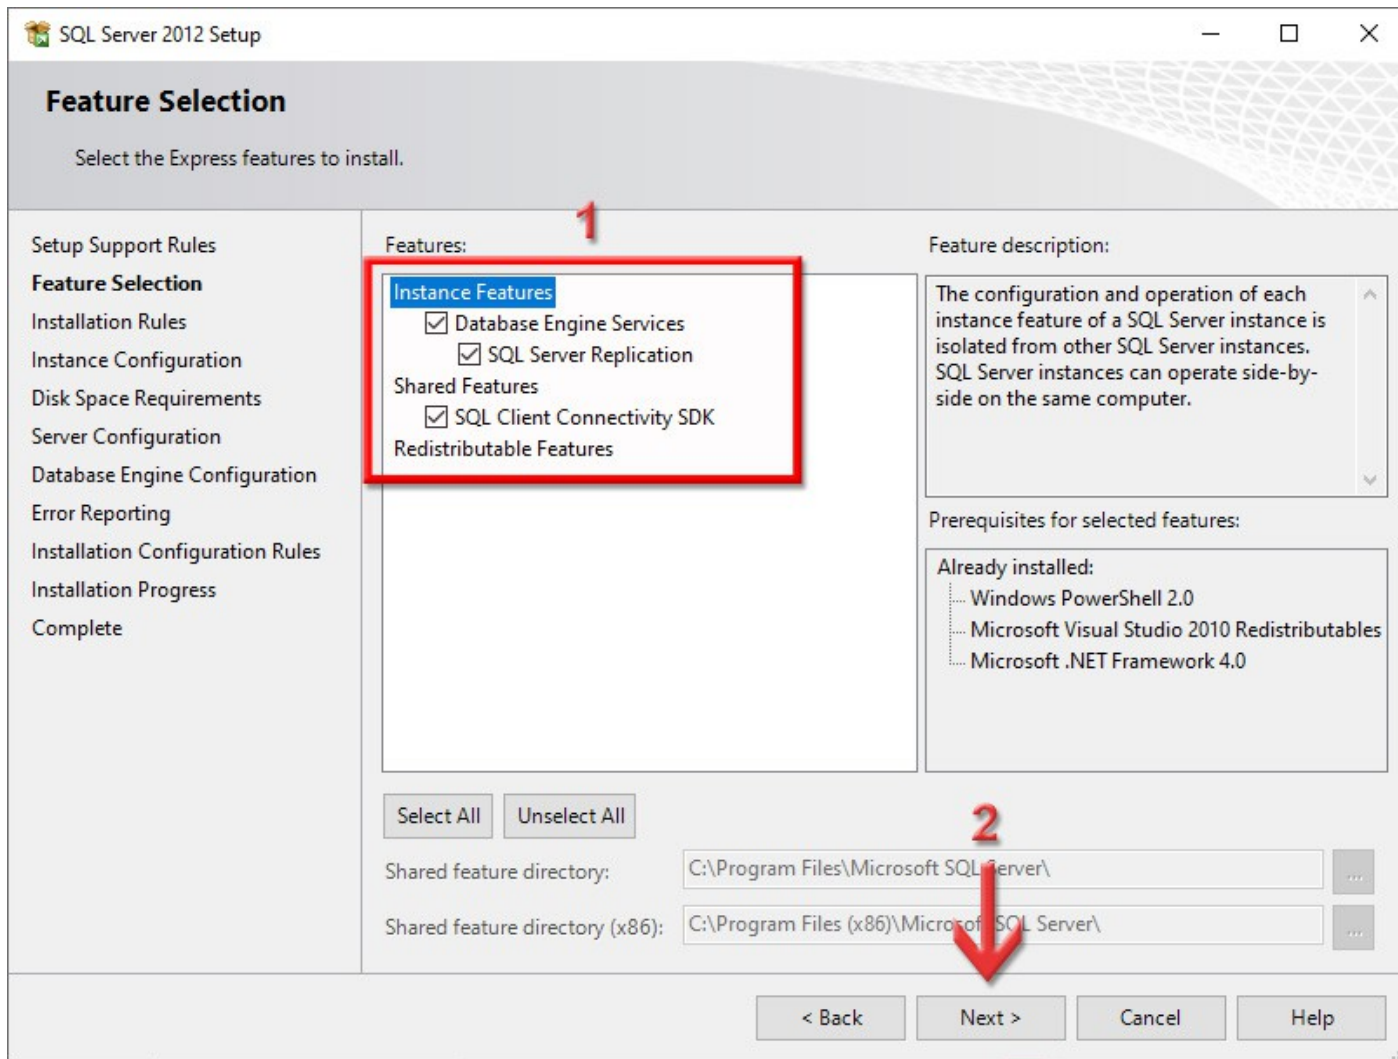 SQL Server 2012 Setup
Feature Selection
Select the Express features to install.
Setup Support Rules
Feature Selection
Installation Rules
Instance Configuration
Disk Space Requirements
Server Configuration
Database Engine Configuration
Error Reporting
Installation Configuration Rules
Installation Progress
Complete
1
Features:
Instance Features
Database Engine Services
SQL Server Replication
Shared Features
SQL Client Connectivity SDK
Redistributable Features
Feature description:
The configuration and operation of each
instance feature of a SQL Server instance is
isolated from other SQL Server instances.
SQL Server instances can operate side-by-
side on the same computer.
Prerequisites for selected features:
Already installed:
Windows PowerShell 2.0
Microsoft Visual Studio 2010 Redistributables
Microsoft .NET Framework 4.0
Select All
Unselect All
2
Shared feature directory:
C:\Program Files\Microsoft SQL Server\
...
Shared feature directory (x86):
C:\Program Files (x86)\Microsoft SQL Server\
...
< Back
Next >
Cancel
Help